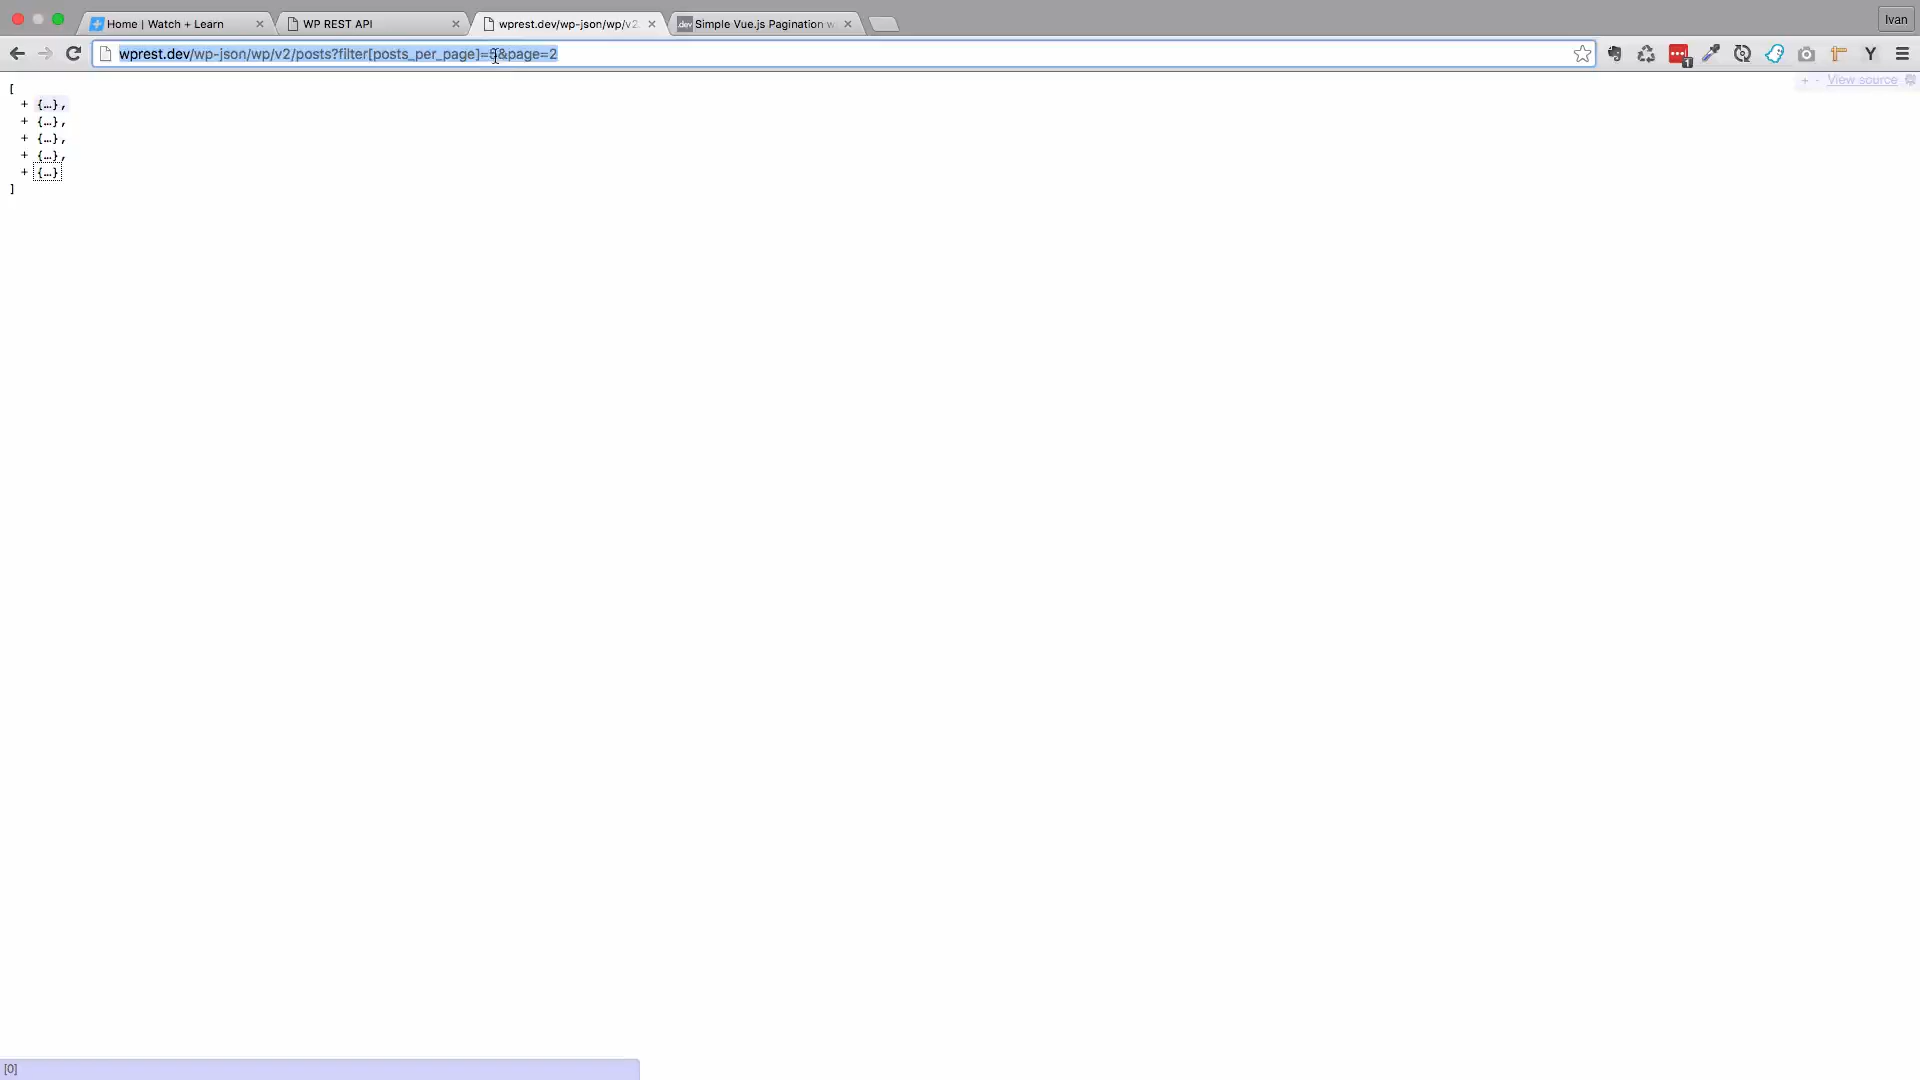 Home | Watch + Learn
WP REST API
wprest.dev/wp-json/wp/v2
Simple Vue.js Pagination w
Ivan
wprest.dev/wp-json/wp/v2/posts?filter[posts_per_page]=5&page=2
+ - View source
[
+ {…},
+ {…},
+ {…},
+ {…},
+ {…}
]
[0]